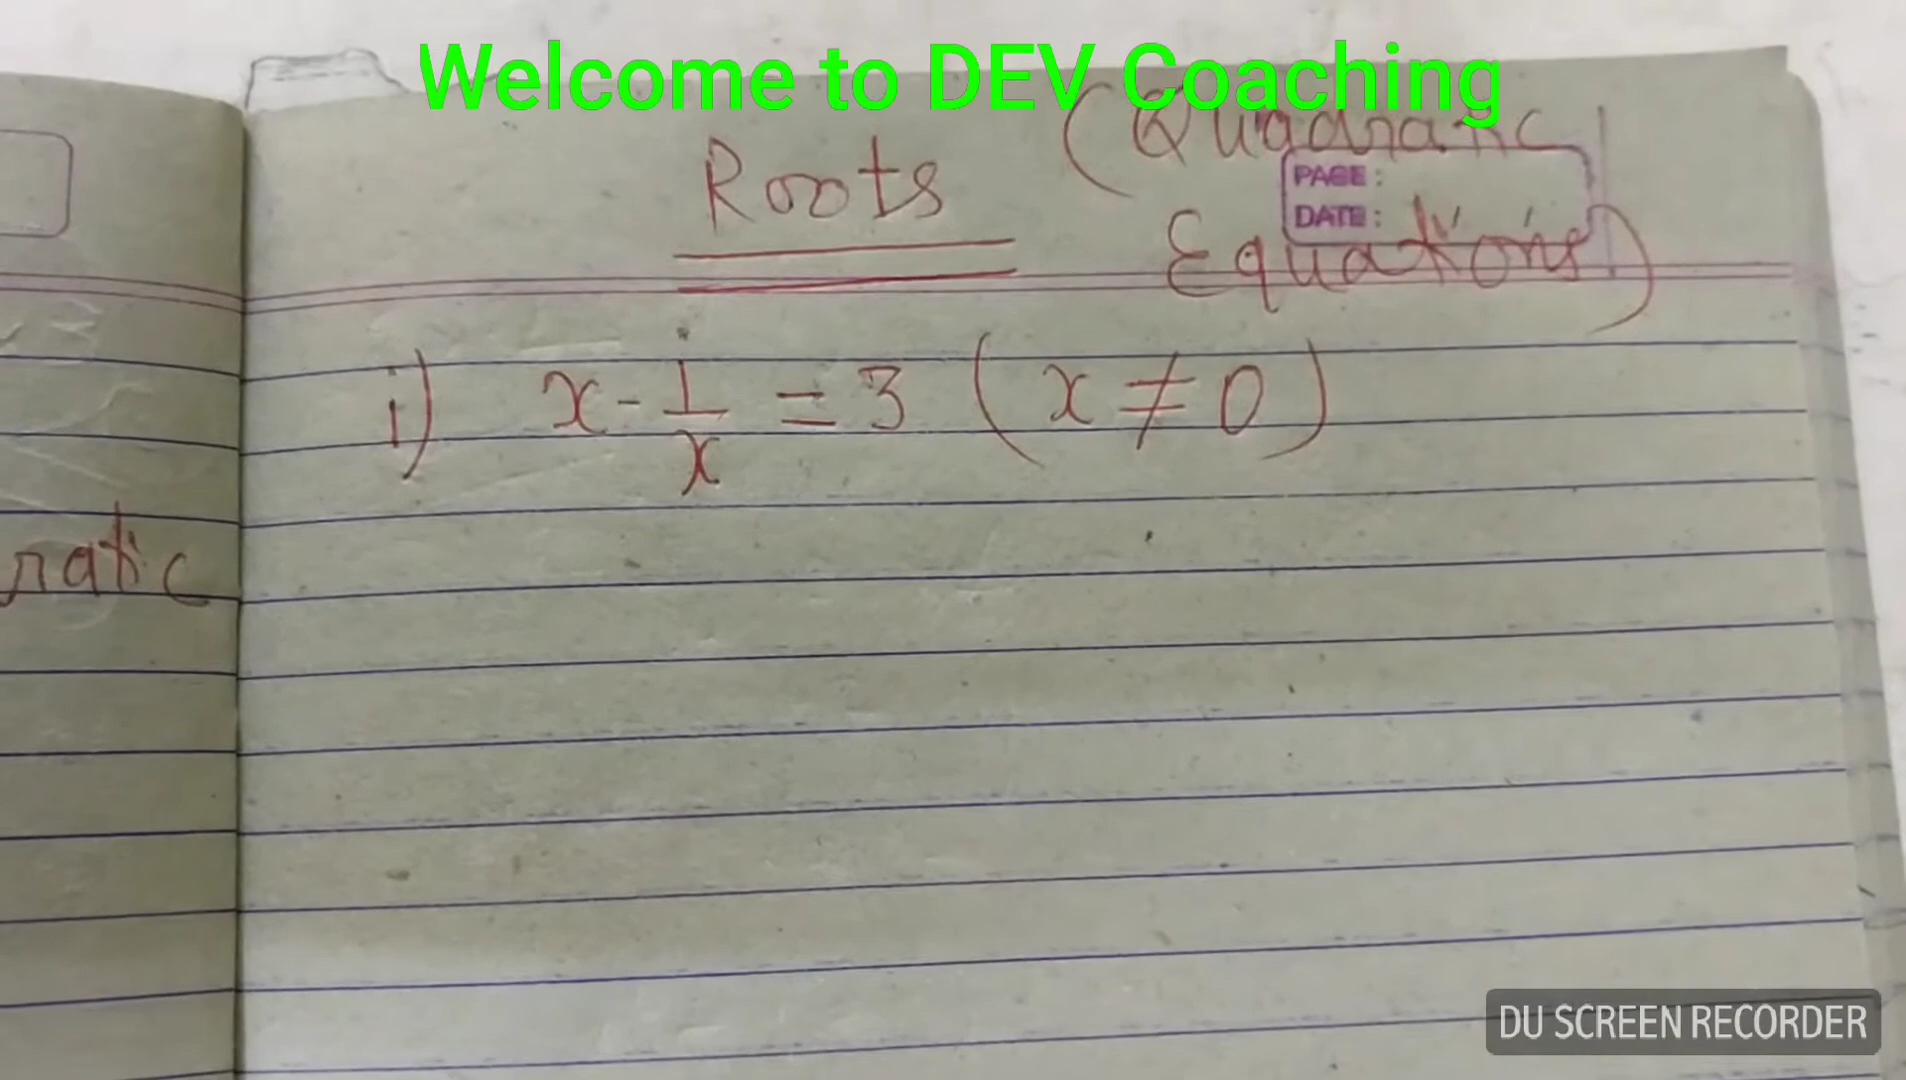 Welcome to DEV Coaching
Roots (Quadratic
PAGE:
DATE:
Equations)
i) x - 1/x = 3 (x ≠ 0)
ratic
DU SCREEN RECORDER